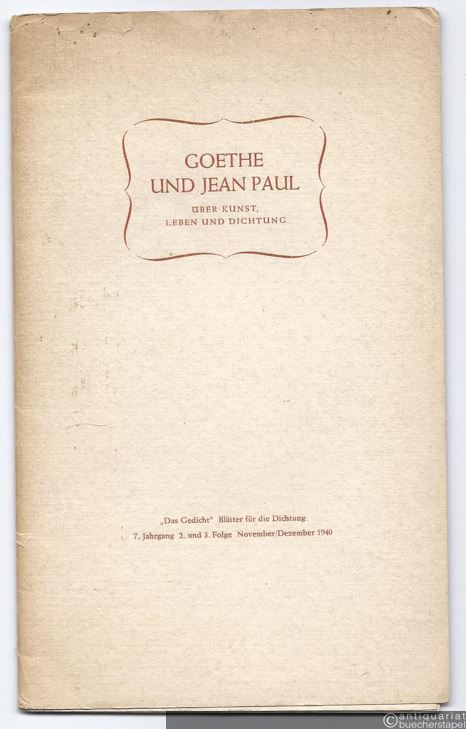 GOETHE
UND JEAN PAUL
ÜBER KUNST,
LEBEN UND DICHTUNG
„Das Gedicht“ Blätter für die Dichtung
7. Jahrgang 2. und 3. Folge November/Dezember 1940
antiquariat
buecherstapel